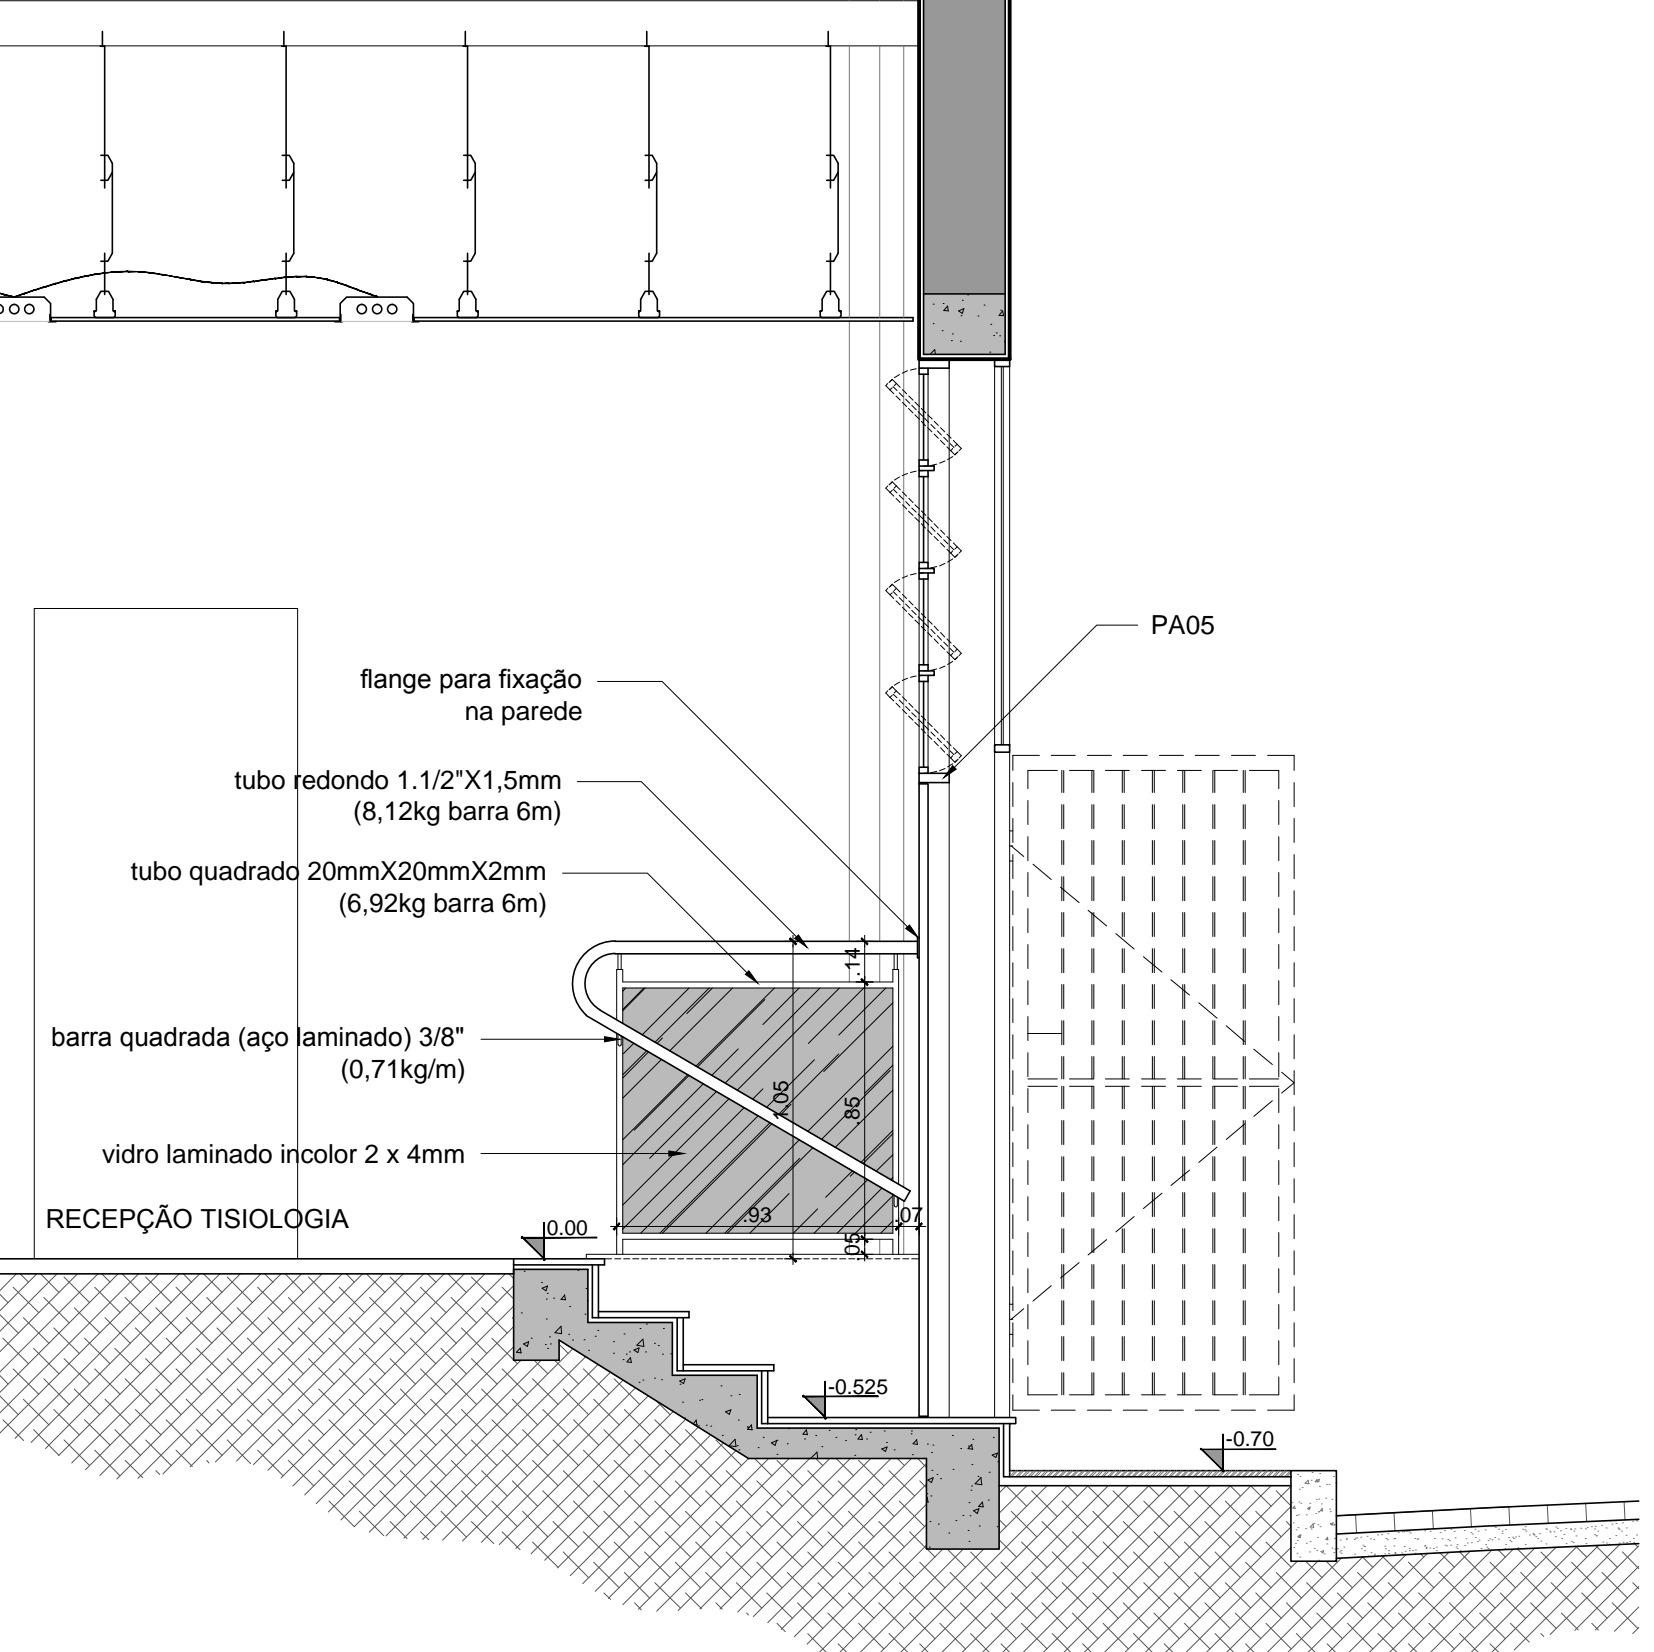 PA05
flange para fixação
na parede
tubo redondo 1.1/2"X1,5mm
(8,12kg barra 6m)
tubo quadrado 20mmX20mmX2mm
(6,92kg barra 6m)
.14
barra quadrada (aço laminado) 3/8"
(0,71kg/m)
1.05
.85
vidro laminado incolor 2 x 4mm
RECEPÇÃO TISIOLOGIA
0.00
.93
.07
.05
-0.525
-0.70